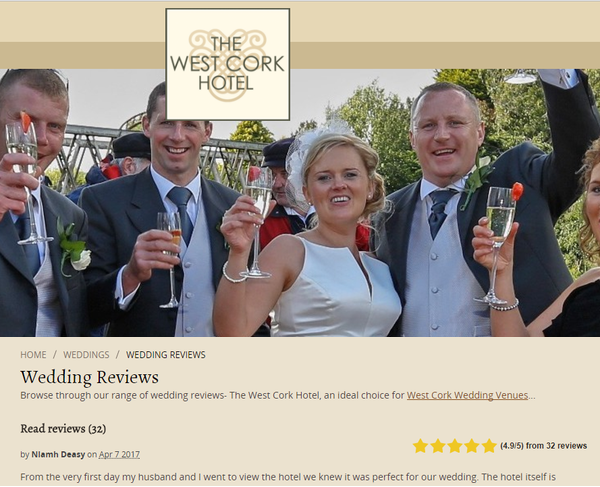 THE
WEST CORK
HOTEL
HOME / WEDDINGS / WEDDING REVIEWS
Wedding Reviews
Browse through our range of wedding reviews- The West Cork Hotel, an ideal choice for West Cork Wedding Venues...
Read reviews (32)
by Niamh Deasy on Apr 7 2017
(4.9/5) from 32 reviews
From the very first day my husband and I went to view the hotel we knew it was perfect for our wedding. The hotel itself is